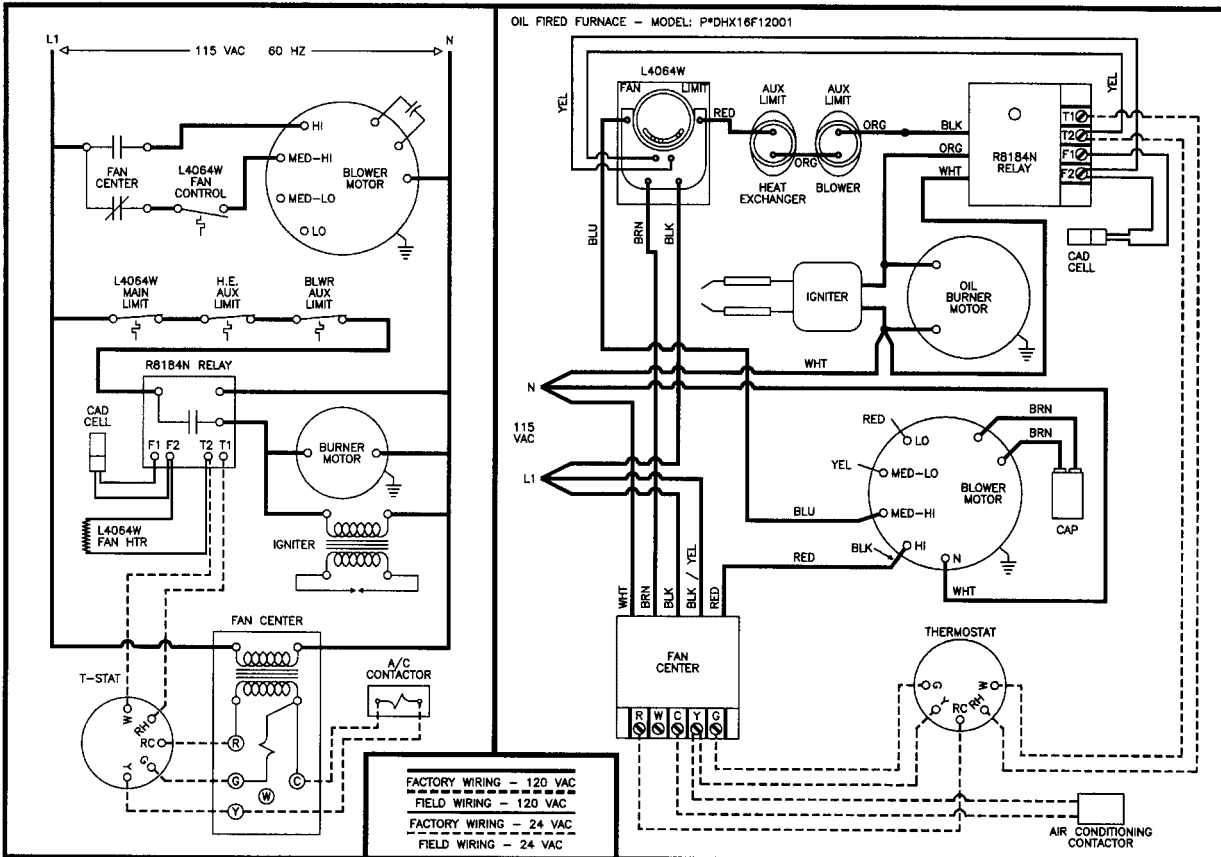 L1
115 VAC 60 HZ
N
HI
MED-HI
BLOWER
MOTOR
MED-LO
LO
FAN
CENTER
L4064W
FAN
CONTROL
L4064W
MAIN
LIMIT
H.E.
AUX
LIMIT
BLWR
AUX
LIMIT
R8184N RELAY
CAD
CELL
F1 F2 T2 T1
BURNER
MOTOR
L4064W
FAN HTR
IGNITER
FAN CENTER
T-STAT
A/C
CONTACTOR
W
RH
RC
G
Y
R
G
C
W
Y
FACTORY WIRING - 120 VAC
FIELD WIRING - 120 VAC
FACTORY WIRING - 24 VAC
FIELD WIRING - 24 VAC
OIL FIRED FURNACE - MODEL: P*DHX16F12001
YEL
L4064W
FAN LIMIT
RED
AUX
LIMIT
AUX
LIMIT
ORG
ORG
HEAT
EXCHANGER
BLOWER
BLK
ORG
WHT
R8184N
RELAY
YEL
T1
T2
F1
F2
CAD
CELL
BLU
BRN
BLK
IGNITER
OIL
BURNER
MOTOR
WHT
N
115
VAC
L1
RED
LO
YEL
MED-LO
BLOWER
MOTOR
BRN
BRN
CAP
BLU
MED-HI
BLK
HI
N
RED
WHT
WHT
BRN
BLK
BLK / YEL
RED
FAN
CENTER
R W C Y G
THERMOSTAT
G
Y
RC
RH
W
AIR CONDITIONING
CONTACTOR